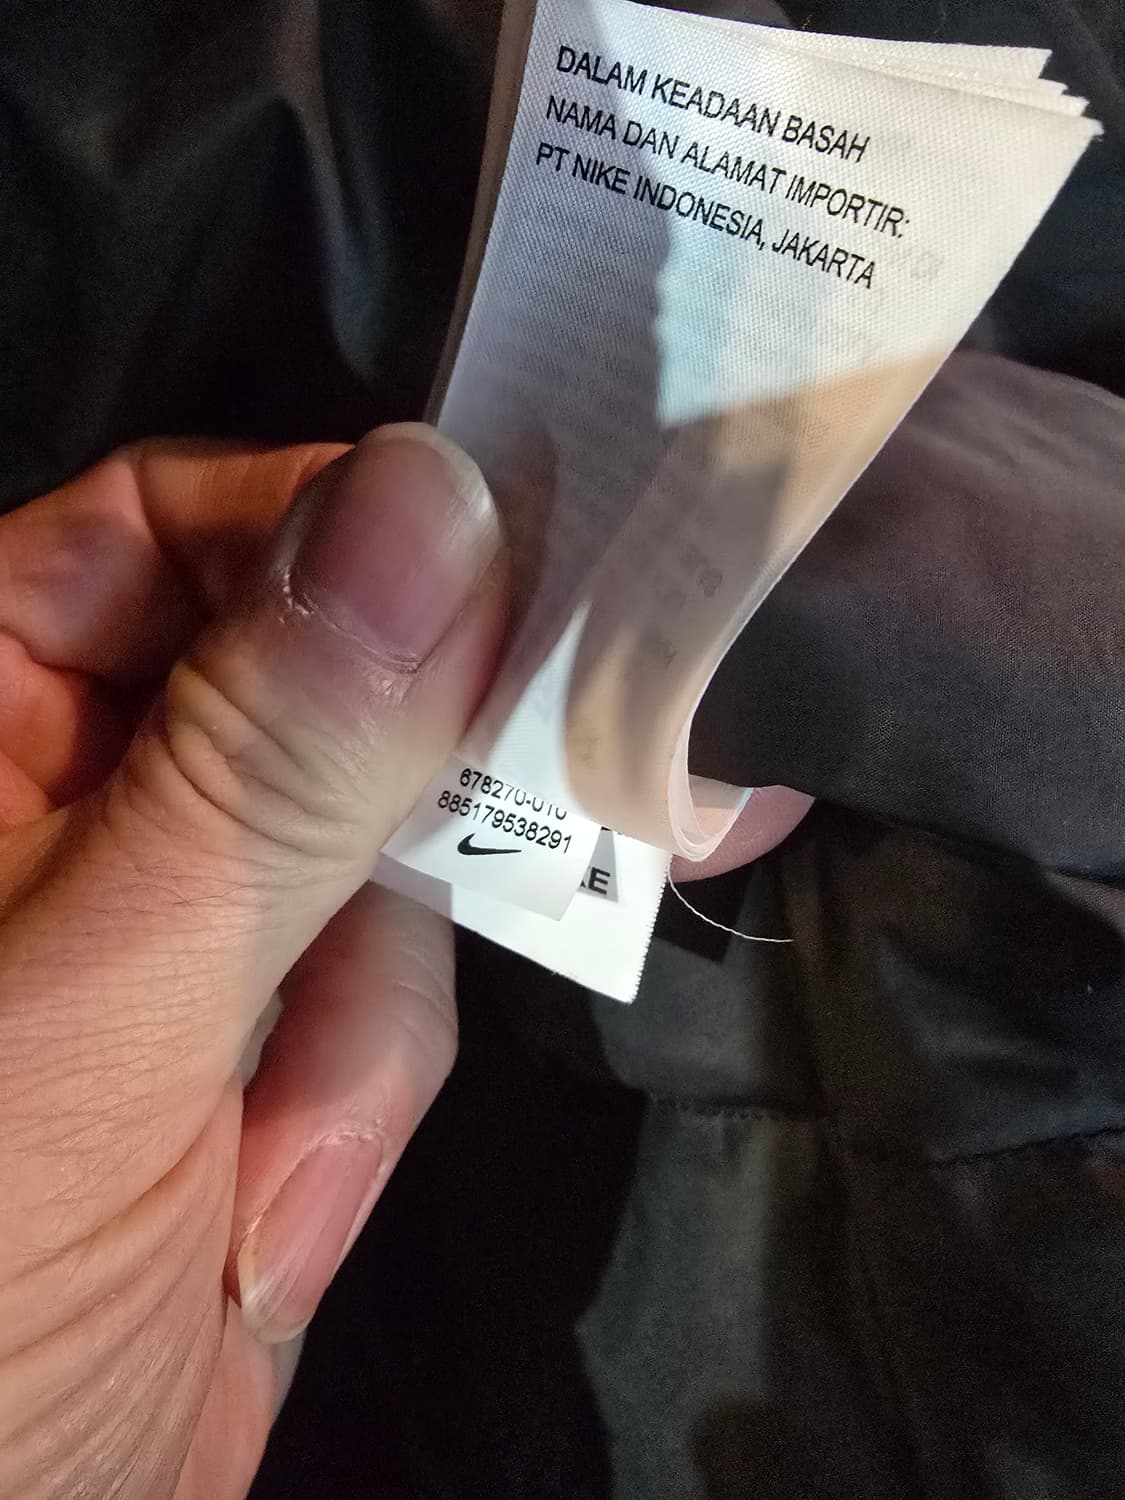 DALAM KEADAAN BASAH
NAMA DAN ALAMAT IMPORTIR:
PT NIKE INDONESIA, JAKARTA
678270-010
885179538291